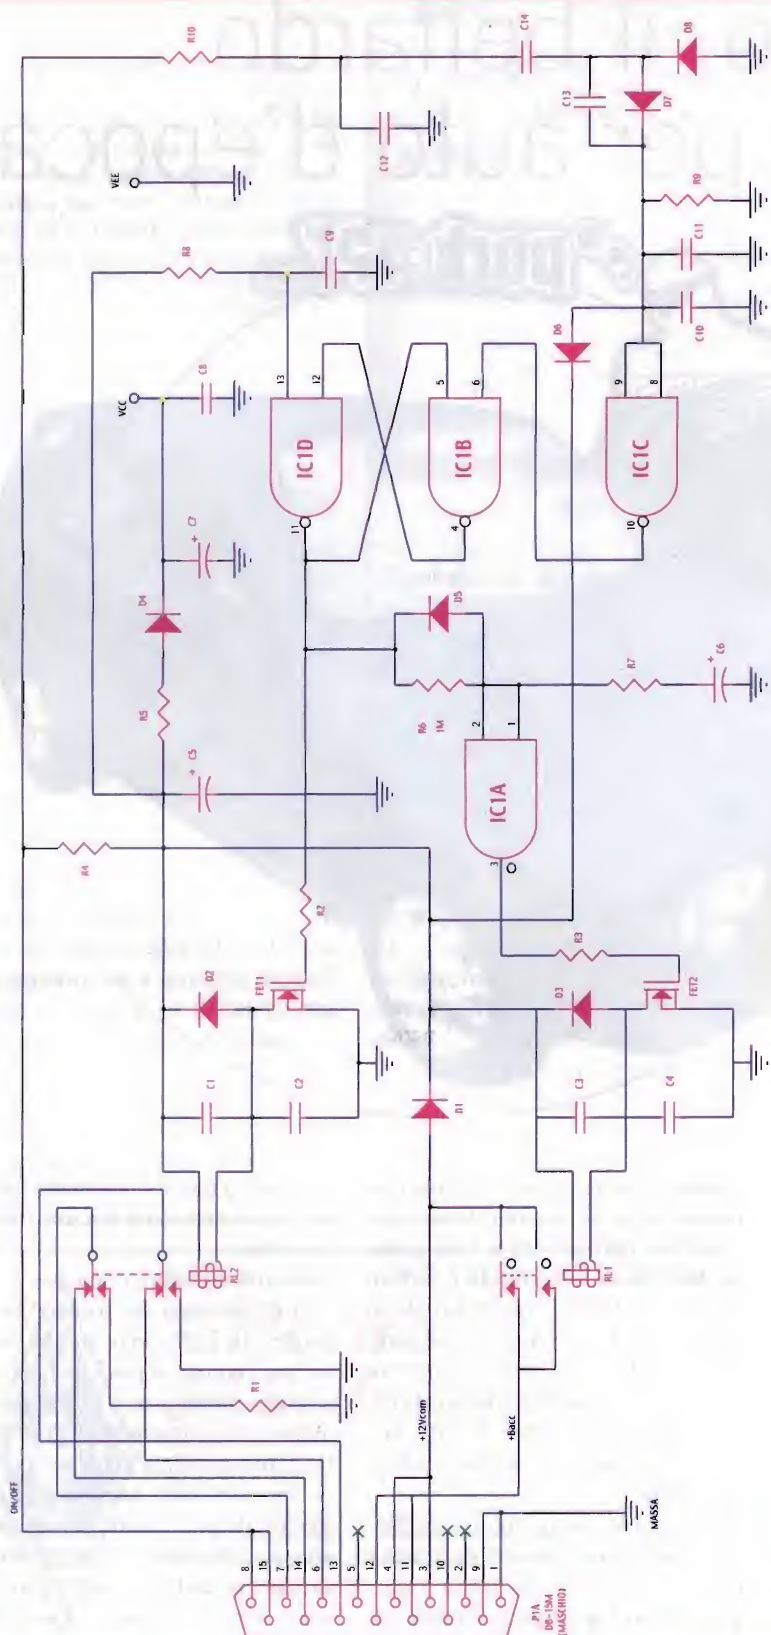 R10
C14
D8
C13
D7
C12
VEE
R9
R8
C9
C11
C10
D6
VCC
C8
13
12
5
6
9
8
IC1D
IC1B
IC1C
11
4
10
C7
D4
D5
R5
R6
1M
2
1
R7
C6
C5
IC1A
3
R4
R2
R3
D2
FET1
D3
FET2
C1
C2
D1
C3
C4
RL2
RL1
R1
+12Vcom
+Bacc
ON/OFF
8
15
7
14
6
13
5
12
4
11
3
10
2
9
1
MASSA
P1A
DB-15M
(MASCHIO)